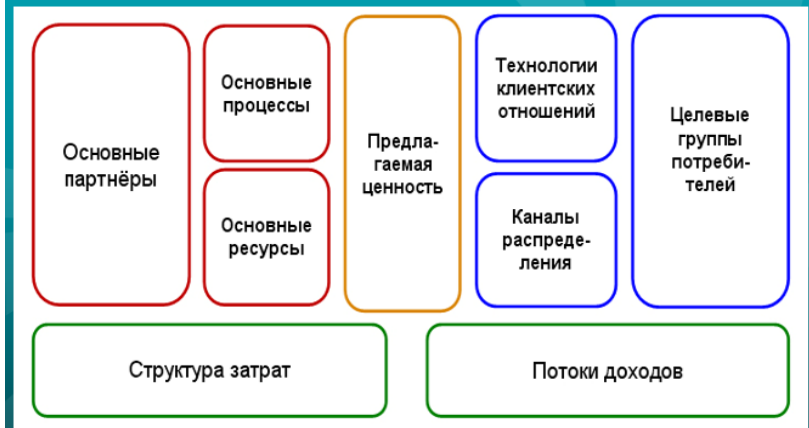 Основные
партнёры
Основные
процессы
Основные
ресурсы
Предла-
гаемая
ценность
Технологии
клиентских
отношений
Каналы
распреде-
ления
Целевые
группы
потреби-
телей
Структура затрат
Потоки доходов